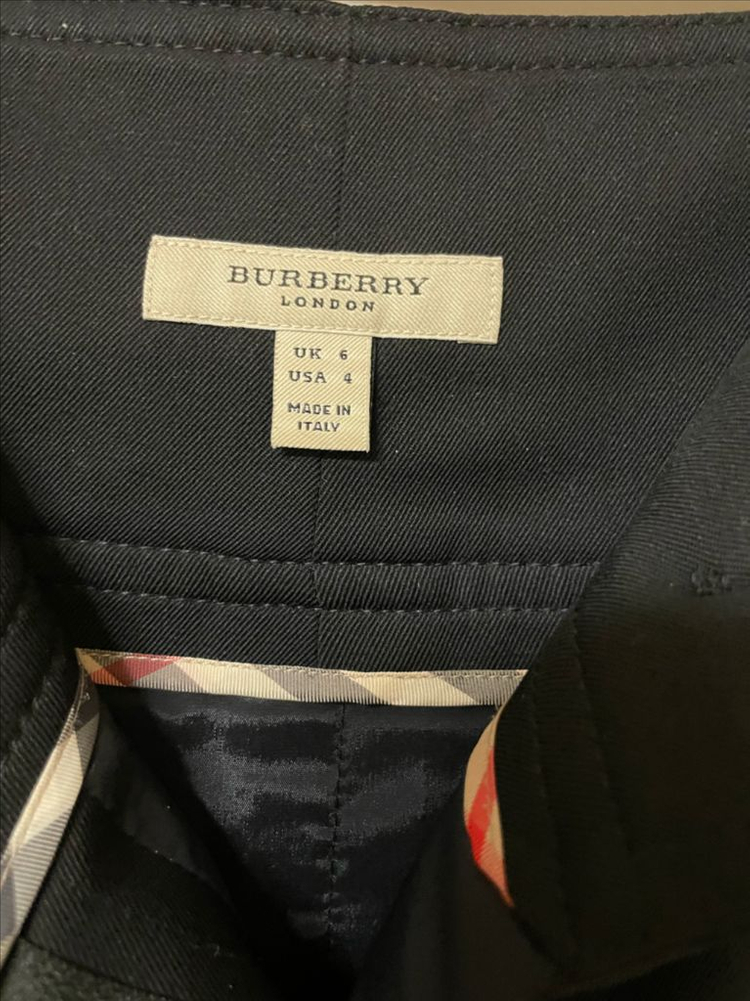 BURBERRY
LONDON
UK 6
USA 4
MADE IN
ITALY